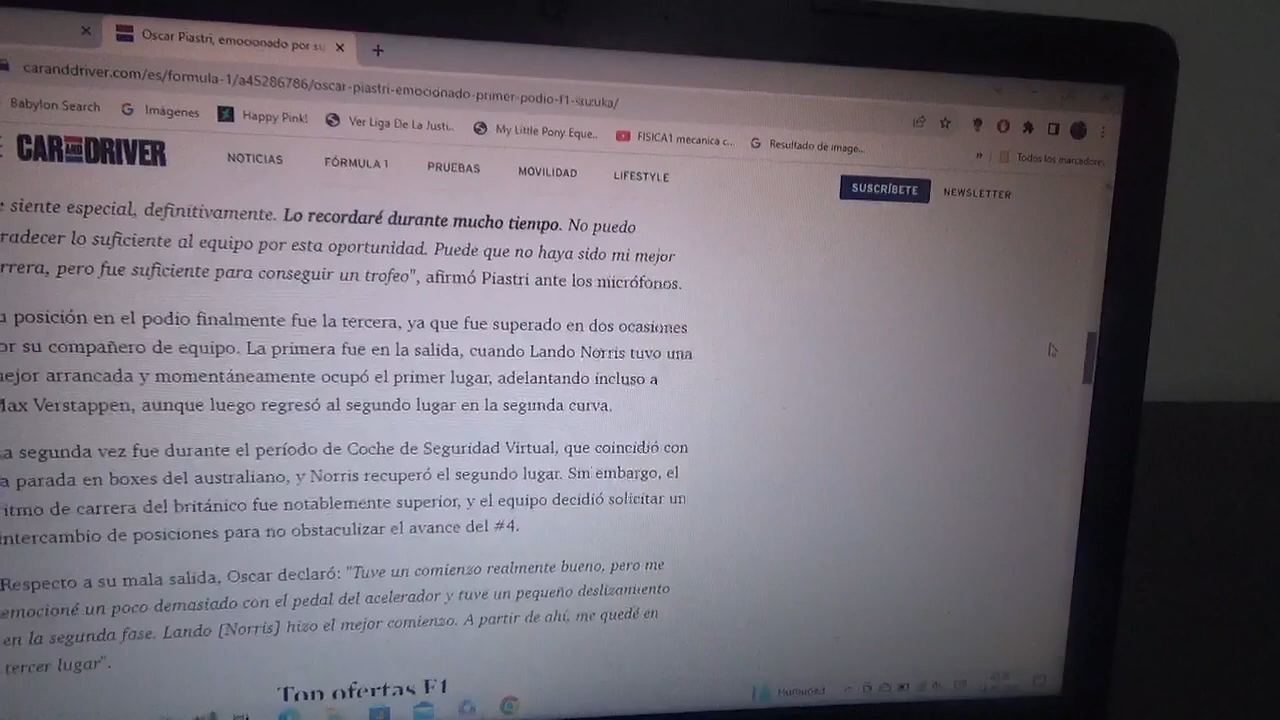 Oscar Piastri, emocionado por su
caranddriver.com/es/formula-1/a45286786/oscar-piastri-emocionado-primer-podio-f1-suzuka/
Babylon Search Imágenes Happy Pink! Ver Liga De La Justi.. My Little Pony Eque.. FISICA1 mecanica c... Resultado de image... » Todos los marcadores
CAR AND DRIVER NOTICIAS FÓRMULA 1 PRUEBAS MOVILIDAD LIFESTYLE SUSCRÍBETE NEWSLETTER
e siente especial, definitivamente. Lo recordaré durante mucho tiempo. No puedo
radecer lo suficiente al equipo por esta oportunidad. Puede que no haya sido mi mejor
rrera, pero fue suficiente para conseguir un trofeo", afirmó Piastri ante los micrófonos.
u posición en el podio finalmente fue la tercera, ya que fue superado en dos ocasiones
or su compañero de equipo. La primera fue en la salida, cuando Lando Norris tuvo una
ejor arrancada y momentáneamente ocupó el primer lugar, adelantando incluso a
Max Verstappen, aunque luego regresó al segundo lugar en la segunda curva.
a segunda vez fue durante el período de Coche de Seguridad Virtual, que coincidió con
a parada en boxes del australiano, y Norris recuperó el segundo lugar. Sin embargo, el
itmo de carrera del británico fue notablemente superior, y el equipo decidió solicitar un
intercambio de posiciones para no obstaculizar el avance del #4.
Respecto a su mala salida, Oscar declaró: "Tuve un comienzo realmente bueno, pero me
emocioné un poco demasiado con el pedal del acelerador y tuve un pequeño deslizamiento
en la segunda fase. Lando [Norris] hizo el mejor comienzo. A partir de ahí, me quedé en
tercer lugar".
Top ofertas F1
Humedad